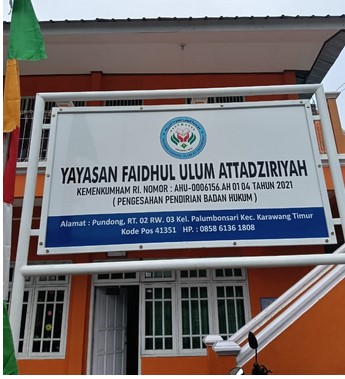 YAYASAN FAIDHUL ULUM ATTADZIRIYAH
KEMENKUMHAM RI. NOMOR : AHU-0006156.AH 01 04 TAHUN 2021
( PENGESAHAN PENDIRIAN BADAN HUKUM )
Alamat : Pundong, RT. 02 RW. 03 Kel. Palumbonsari Kec. Karawang Timur
Kode Pos 41351 HP. : 0858 6136 1808